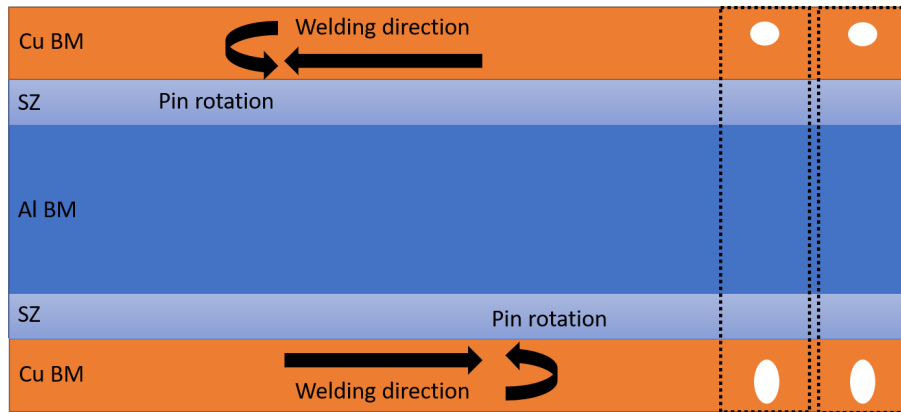 Cu BM
Welding direction
SZ
Pin rotation
Al BM
SZ
Pin rotation
Cu BM
Welding direction